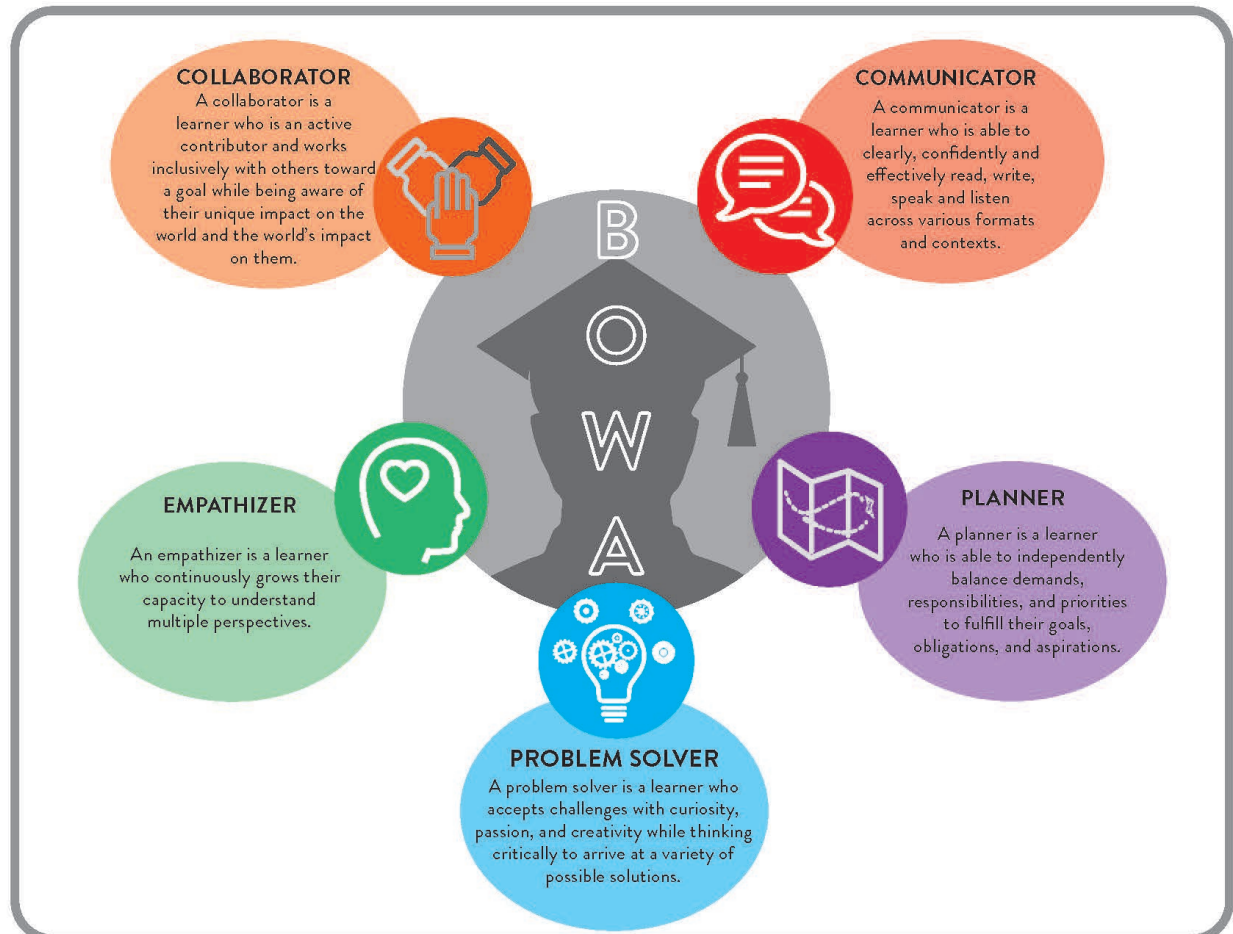 COLLABORATOR
A collaborator is a
learner who is an active
contributor and works
inclusively with others toward
a goal while being aware of
their unique impact on the
world and the world's impact
on them.
COMMUNICATOR
A communicator is a
learner who is able to
clearly, confidently and
effectively read, write,
speak and listen
across various formats
and contexts.
B
O
W
A
EMPATHIZER
An empathizer is a learner
who continuously grows their
capacity to understand
multiple perspectives.
PLANNER
A planner is a learner
who is able to independently
balance demands,
responsibilities, and priorities
to fulfill their goals,
obligations, and aspirations.
PROBLEM SOLVER
A problem solver is a learner who
accepts challenges with curiosity,
passion, and creativity while thinking
critically to arrive at a variety of
possible solutions.